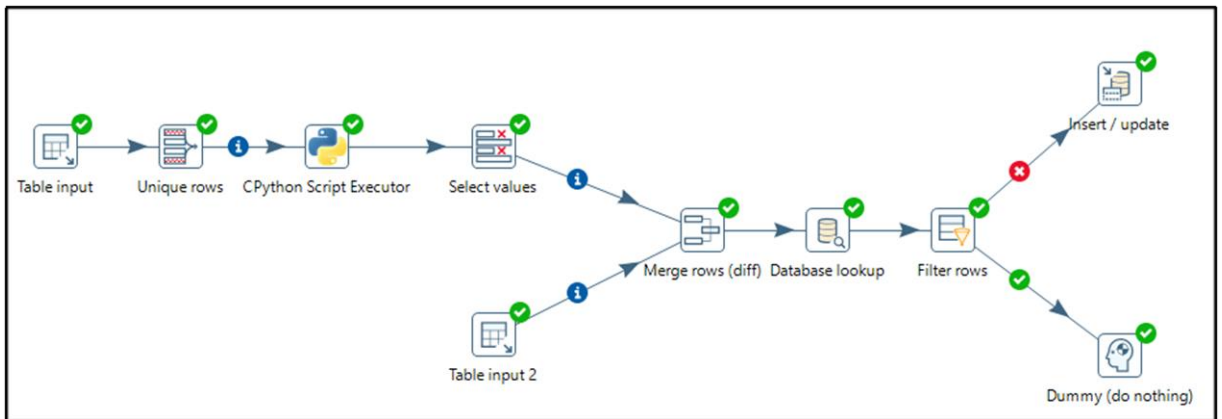 Insert / update
Table input
Unique rows
CPython Script Executor
Select values
Merge rows (diff)
Database lookup
Filter rows
Table input 2
Dummy (do nothing)